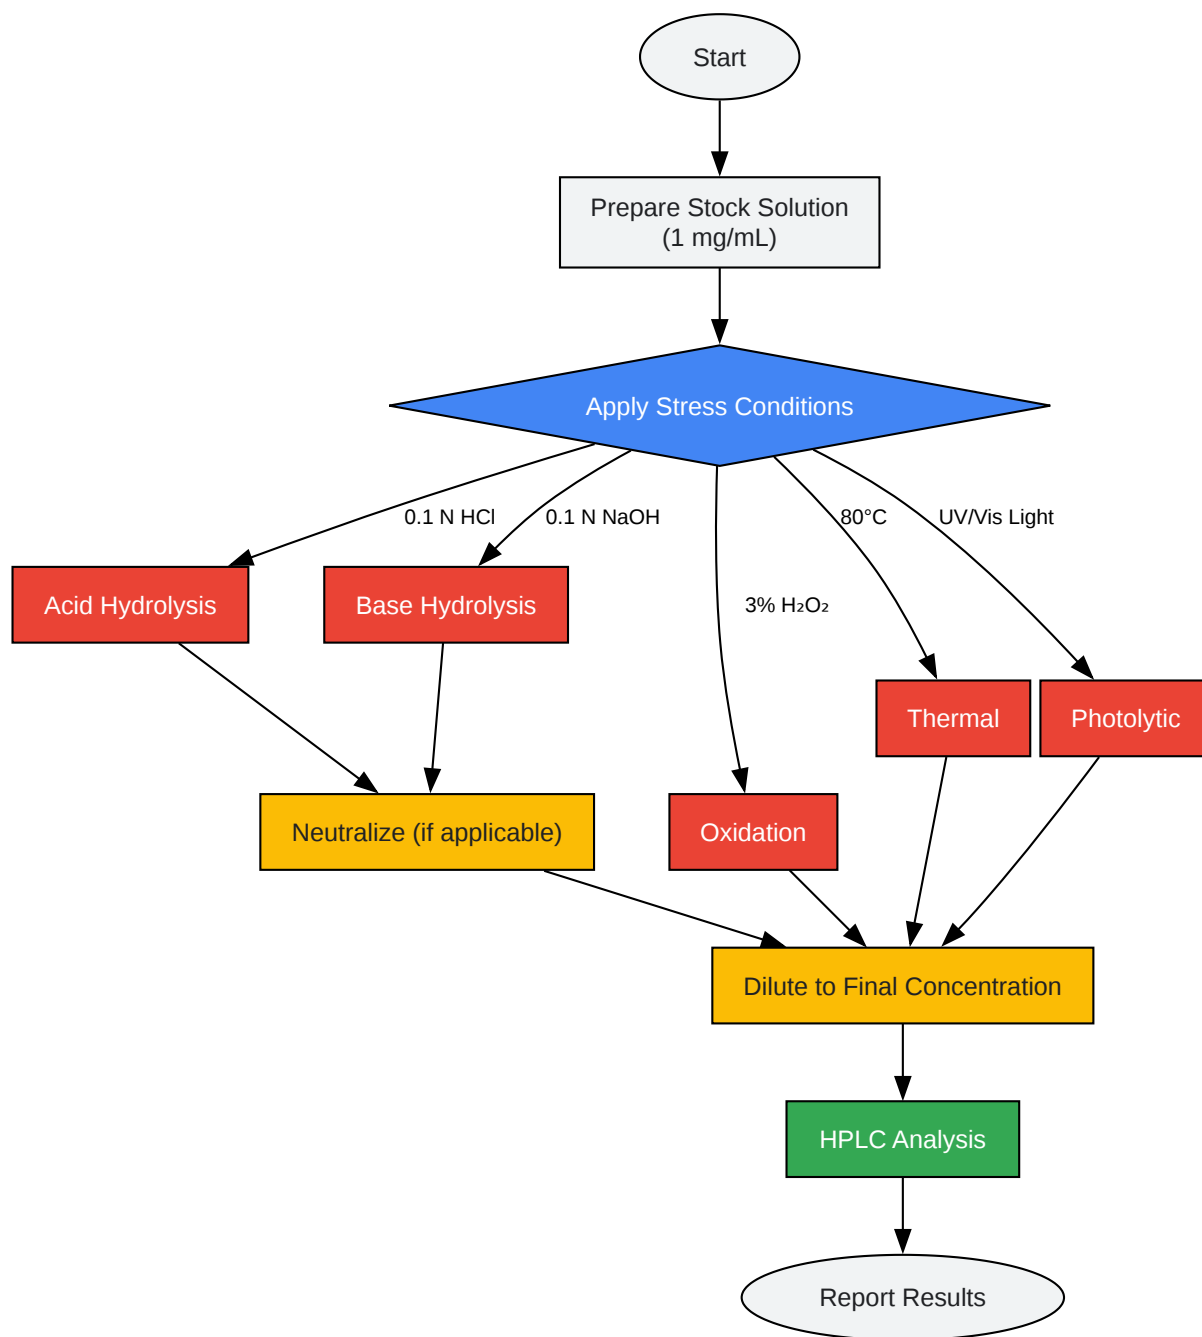 Start
Prepare Stock Solution
(1 mg/mL)
Apply Stress Conditions
0.1 N HCl
0.1 N NaOH
80°C
UV/Vis Light
Acid Hydrolysis
Base Hydrolysis
3% H₂O₂
Thermal
Photolytic
Neutralize (if applicable)
Oxidation
Dilute to Final Concentration
HPLC Analysis
Report Results